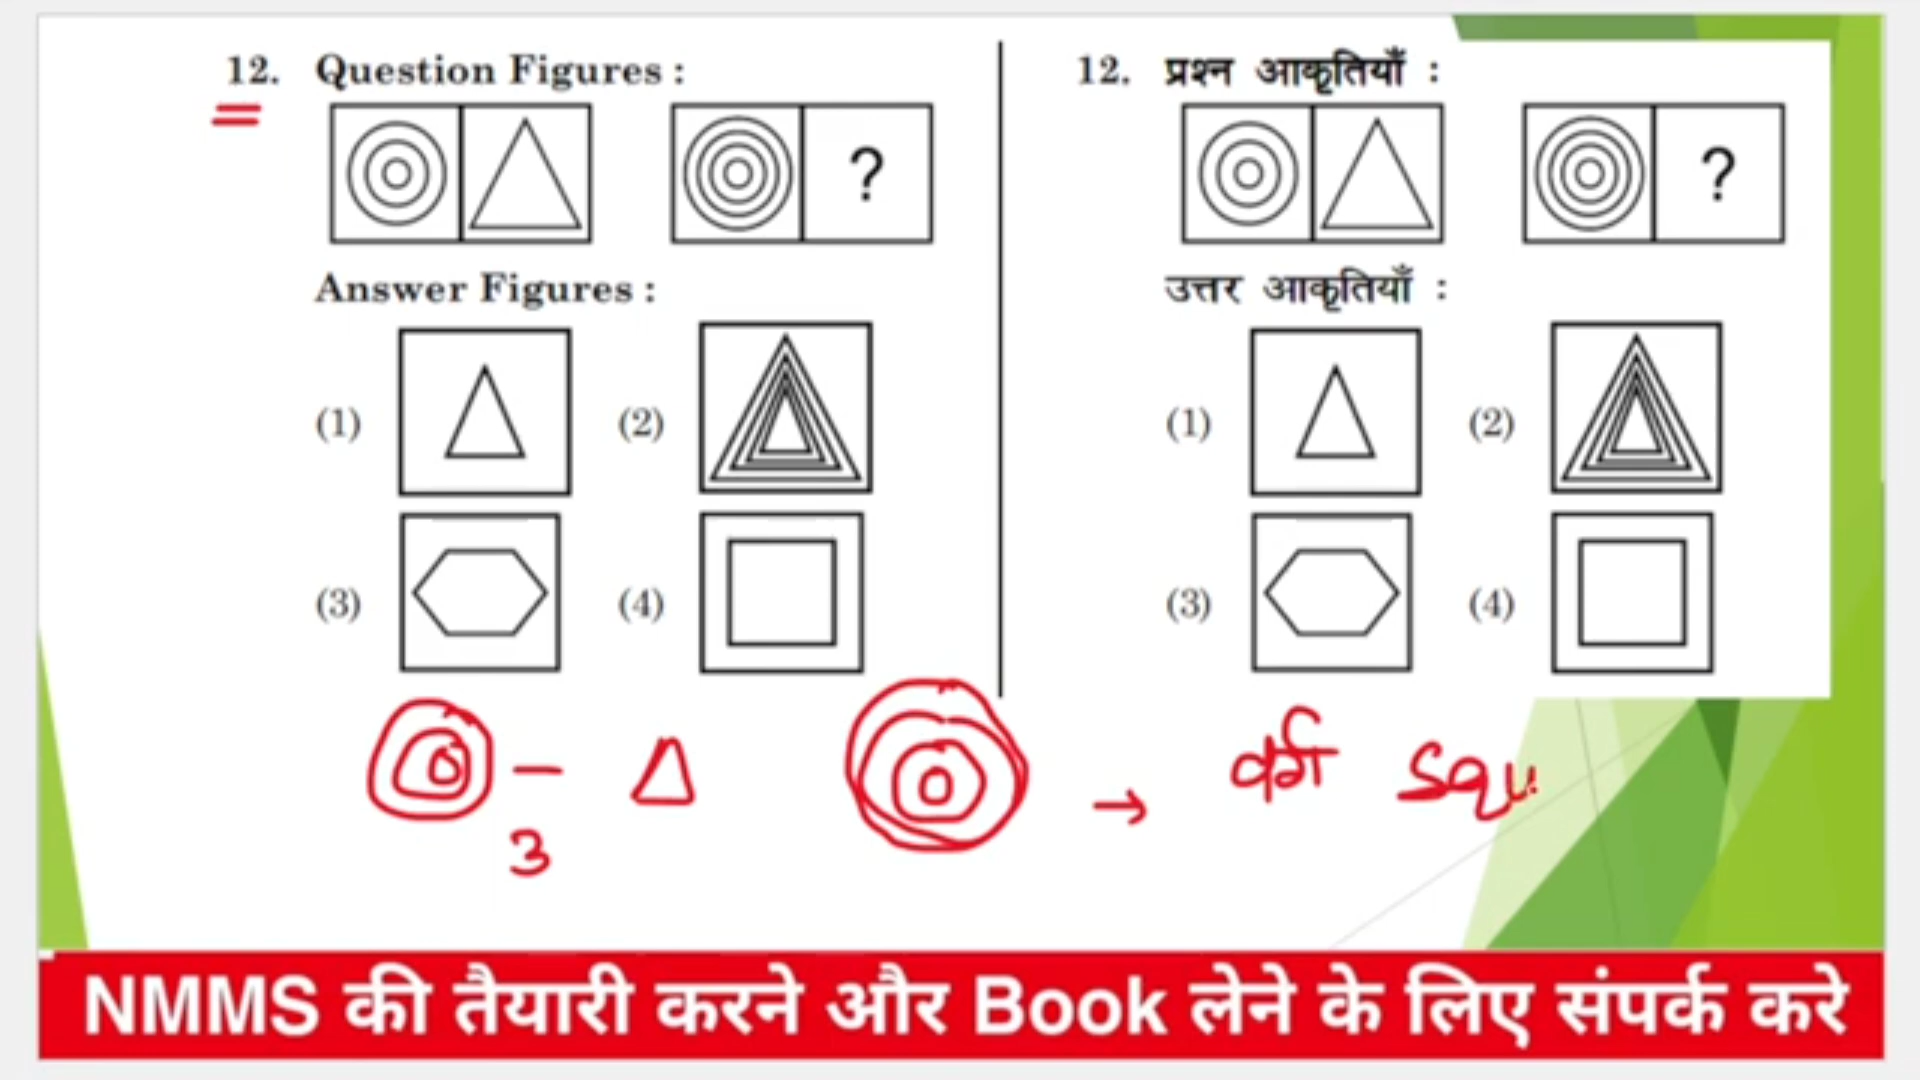 12. Question Figures :
?
Answer Figures :
(1) (2)
(3) (4)
12. प्रश्न आकृतियाँ :
?
उत्तर आकृतियाँ :
(1) (2)
(3) (4)
3
वर्ग squ
NMMS की तैयारी करने और Book लेने के लिए संपर्क करे